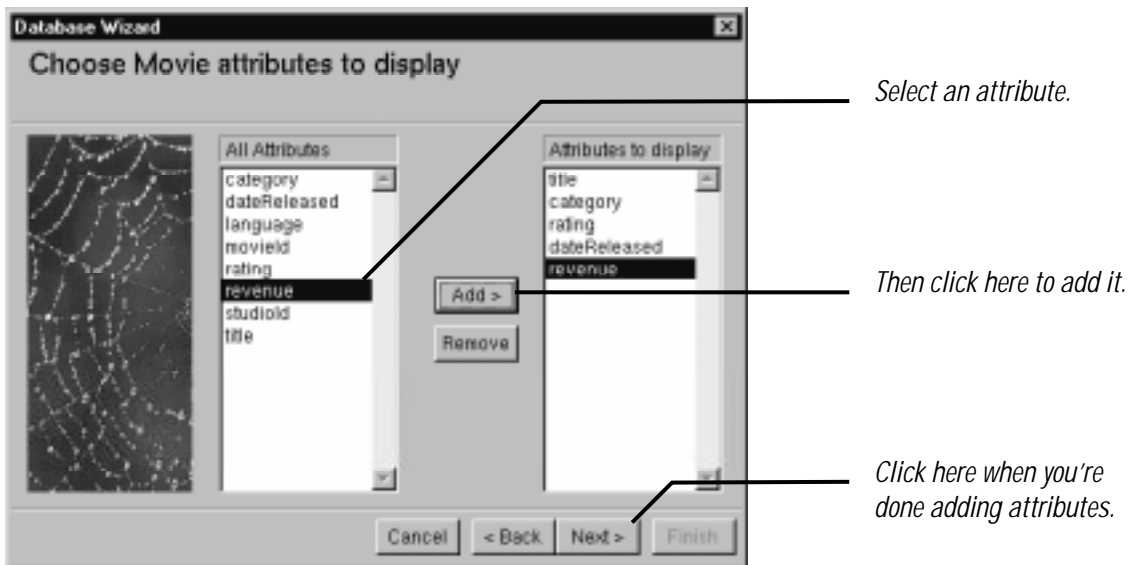 Database Wizard
Choose Movie attributes to display
Select an attribute.
All Attributes
category
dateReleased
language
movieId
rating
revenue
studioId
title
Attributes to display
title
category
rating
dateReleased
revenue
Add >
Remove
Then click here to add it.
Click here when you're
done adding attributes.
Cancel
< Back
Next >
Finish